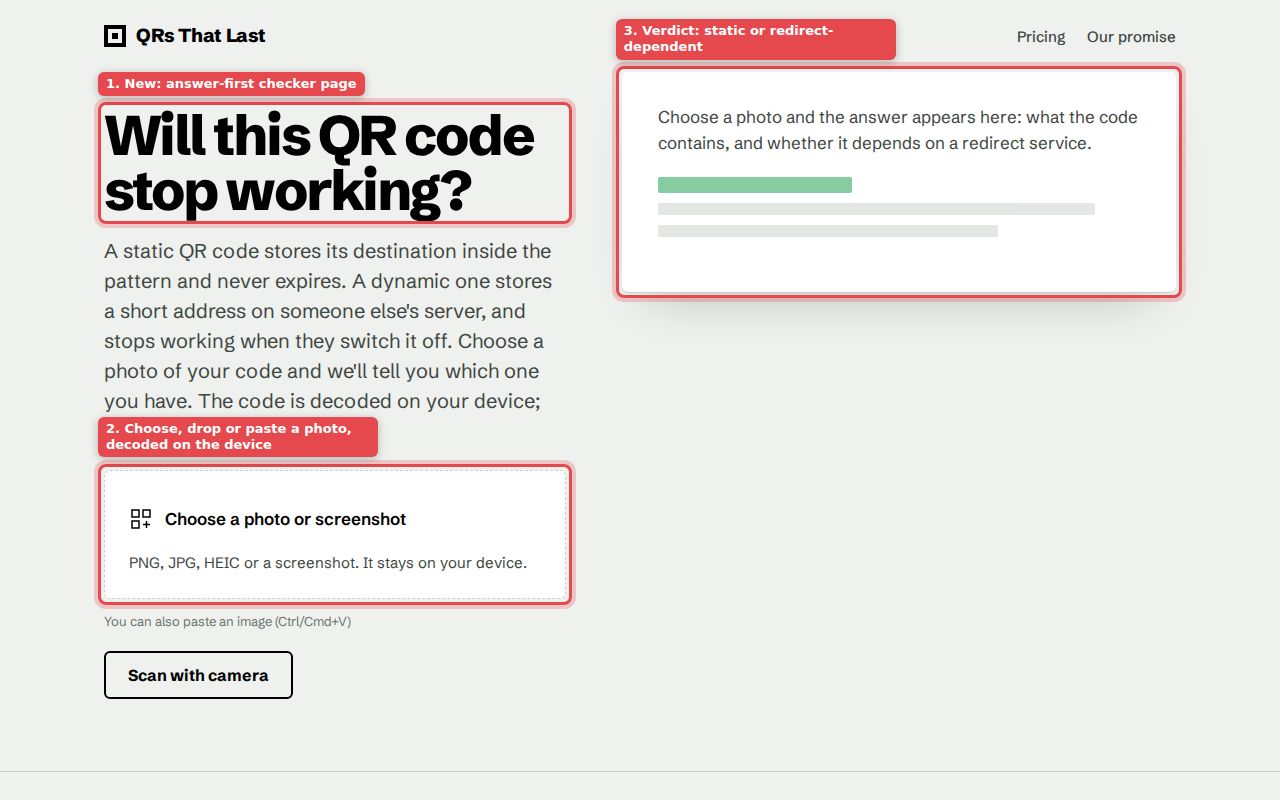 QRs That Last
Pricing
Our promise
1. New: answer-first checker page
Will this QR code
stop working?
A static QR code stores its destination inside the
pattern and never expires. A dynamic one stores
a short address on someone else's server, and
stops working when they switch it off. Choose a
photo of your code and we'll tell you which one
you have. The code is decoded on your device;
2. Choose, drop or paste a photo,
decoded on the device
Choose a photo or screenshot
PNG, JPG, HEIC or a screenshot. It stays on your device.
You can also paste an image (Ctrl/Cmd+V)
Scan with camera
3. Verdict: static or redirect-
dependent
Choose a photo and the answer appears here: what the code
contains, and whether it depends on a redirect service.